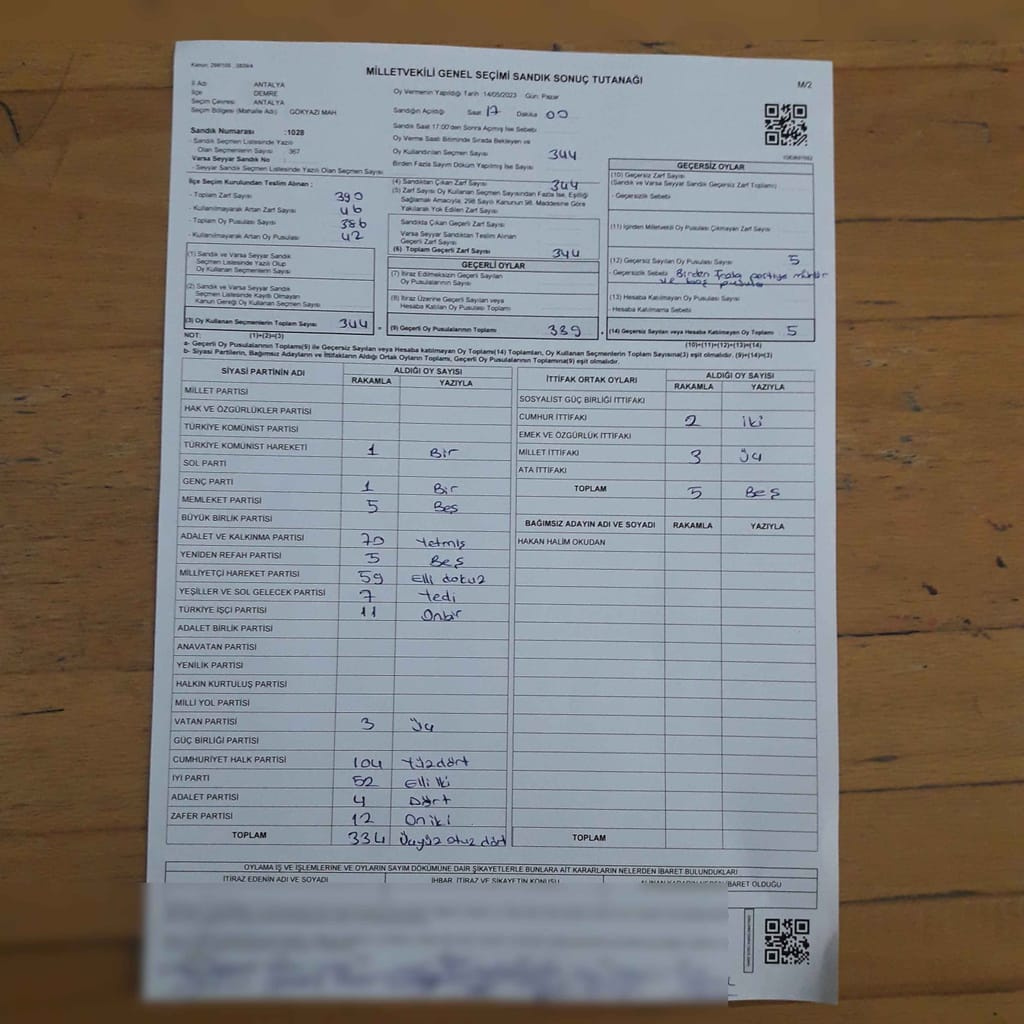 MİLLETVEKİLİ GENEL SEÇİMİ SANDIK SONUÇ TUTANAĞI
M/2
İl Adı : ANTALYA
İlçe : DEMRE
Seçim Çevresi : ANTALYA
Seçim Bölgesi (Mahalle Adı) : GÖKYAZI MAH
Oy Vermenin Yapıldığı Tarih : 14/05/2023 Gün: Pazar
Sandığın Açıldığı Saat 17 Dakika 00
Sandık Saat 17:00'den Sonra Açılmış İse Sebebi
Oy Verme Saati Bitiminde Sırada Bekleyen ve
Oy Kullandırılan Seçmen Sayısı 344
Birden Fazla Sayım Döküm Yapılmış İse Sayısı
Sandık Numarası :1028
- Sandık Seçmen Listesinde Yazılı
Olan Seçmenlerin Sayısı : 367
Varsa Seyyar Sandık No :
- Seyyar Sandık Seçmen Listesinde Yazılı Olan Seçmen Sayısı
İlçe Seçim Kurulundan Teslim Alınan :
- Toplam Zarf Sayısı 390
- Kullanılmayarak Artan Zarf Sayısı 46
- Toplam Oy Pusulası Sayısı 386
- Kullanılmayarak Artan Oy Pusulası 42
(1) Sandık ve Varsa Seyyar Sandık
Seçmen Listesinde Yazılı Olup
Oy Kullanan Seçmenlerin Sayısı
(2) Sandık ve Varsa Seyyar Sandık
Seçmen Listesinde Kayıtlı Olmayan
Kanun Gereği Oy Kullanan Seçmen Sayısı
(3) Oy Kullanan Seçmenlerin Toplam Sayısı 344
(4) Sandıktan Çıkan Zarf Sayısı 344
(5) Zarf Sayısı Oy Kullanan Seçmen Sayısından Fazla İse, Eşitliği
Sağlamak Amacıyla; 298 Sayılı Kanunun 98. Maddesine Göre
Yakılarak Yok Edilen Zarf Sayısı
Sandıkta Çıkan Geçerli Zarf Sayısı
Varsa Seyyar Sandıktan Teslim Alınan
Geçerli Zarf Sayısı
(6) Toplam Geçerli Zarf Sayısı 344
GEÇERLİ OYLAR
(7) İtiraz Edilmeksizin Geçerli Sayılan
Oy Pusulasının Sayısı
(8) İtiraz Üzerine Geçerli Sayılan veya
Hesaba Katılan Oy Pusulası Toplamı
(9) Geçerli Oy Pusulalarının Toplamı 339
GEÇERSİZ OYLAR
(10) Geçersiz Zarf Sayısı
(Sandık ve Varsa Seyyar Sandık Geçersiz Zarf Toplamı)
- Geçersizlik Sebebi
(11) İçinden Milletvekili Oy Pusulası Çıkmayan Zarf Sayısı
(12) Geçersiz Sayılan Oy Pusulası Sayısı 5
- Geçersizlik Sebebi Birden fazla partiye mühür
ve boş pusula
(13) Hesaba Katılmayan Oy Pusulası Sayısı
- Hesaba Katılmama Sebebi
(14) Geçersiz Sayılan veya Hesaba Katılmayan Oy Toplamı 5
NOT: (1)+(2)=(3)
(10)+(11)+(12)+(13)=(14)
a- Geçerli Oy Pusulalarının Toplamı(9) ile Geçersiz Sayılan veya Hesaba katılmayan Oy Toplamı(14) Toplamları, Oy Kullanan Seçmenlerin Toplam Sayısına(3) eşit olmalıdır. (9)+(14)=(3)
b- Siyasi Partilerin, Bağımsız Adayların ve İttifakların Aldığı Ortak Oyların Toplamı, Geçerli Oy Pusulalarının Toplamına(9) eşit olmalıdır.
SİYASİ PARTİNİN ADI ALDIĞI OY SAYISI
RAKAMLA YAZIYLA
MİLLET PARTİSİ
HAK VE ÖZGÜRLÜKLER PARTİSİ
TÜRKİYE KOMÜNİST PARTİSİ
TÜRKİYE KOMÜNİST HAREKETİ 1 Bir
SOL PARTİ
GENÇ PARTİ 1 Bir
MEMLEKET PARTİSİ 5 Beş
BÜYÜK BİRLİK PARTİSİ
ADALET VE KALKINMA PARTİSİ 70 Yetmiş
YENİDEN REFAH PARTİSİ 5 Beş
MİLLİYETÇİ HAREKET PARTİSİ 59 Elli dokuz
YEŞİLLER VE SOL GELECEK PARTİSİ 7 Yedi
TÜRKİYE İŞÇİ PARTİSİ 11 Onbir
ADALET BİRLİK PARTİSİ
ANAVATAN PARTİSİ
YENİLİK PARTİSİ
HALKIN KURTULUŞ PARTİSİ
MİLLİ YOL PARTİSİ
VATAN PARTİSİ 3 Üç
GÜÇ BİRLİĞİ PARTİSİ
CUMHURİYET HALK PARTİSİ 104 Yüzdört
İYİ PARTİ 52 Elli iki
ADALET PARTİSİ 4 Dört
ZAFER PARTİSİ 12 On iki
TOPLAM 334 Üçyüz otuz dört
İTTİFAK ORTAK OYLARI ALDIĞI OY SAYISI
RAKAMLA YAZIYLA
SOSYALİST GÜÇ BİRLİĞİ İTTİFAKI
CUMHUR İTTİFAKI 2 iki
EMEK VE ÖZGÜRLÜK İTTİFAKI
MİLLET İTTİFAKI 3 Üç
ATA İTTİFAKI
TOPLAM 5 Beş
BAĞIMSIZ ADAYIN ADI VE SOYADI RAKAMLA YAZIYLA
HAKAN HALİM OKUDAN
TOPLAM
OYLAMA İŞ VE İŞLEMLERİNE VE OYLARIN SAYIM DÖKÜMÜNE DAİR ŞİKAYETLERLE BUNLARA AİT KARARLARIN NELERDEN İBARET BULUNDUKLARI
İTİRAZ EDENİN ADI VE SOYADI İHBAR, İTİRAZ VE ŞİKAYETİN KONUSU İBARET OLDUĞU